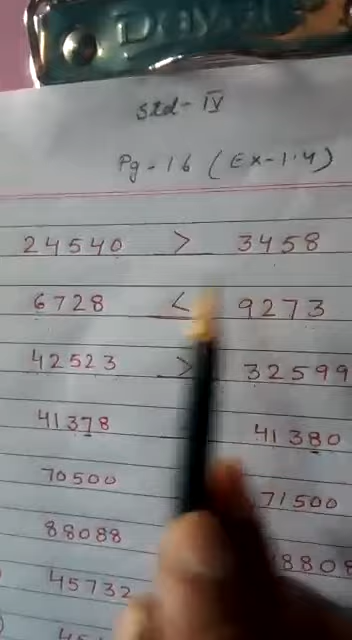 Std - IV
Pg - 16 (Ex - 1.4)
24540 > 3458
6728 < 9273
42523 > 32599
41378 41380
70500 71500
88088
45732